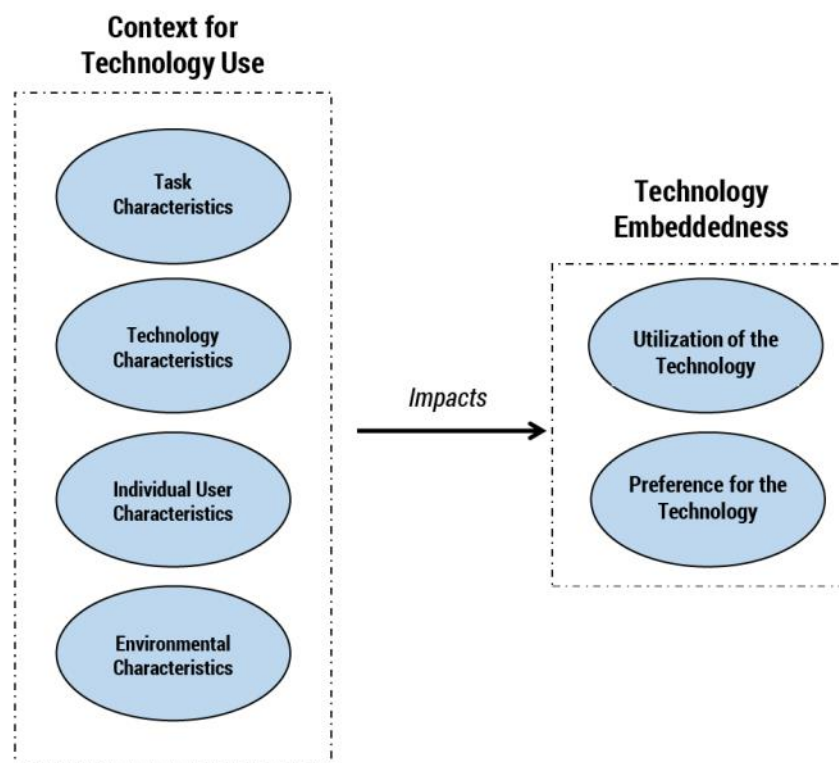 Context for
Technology Use
Task
Characteristics
Technology
Characteristics
Individual User
Characteristics
Environmental
Characteristics
Impacts
Technology
Embeddedness
Utilization of the
Technology
Preference for the
Technology